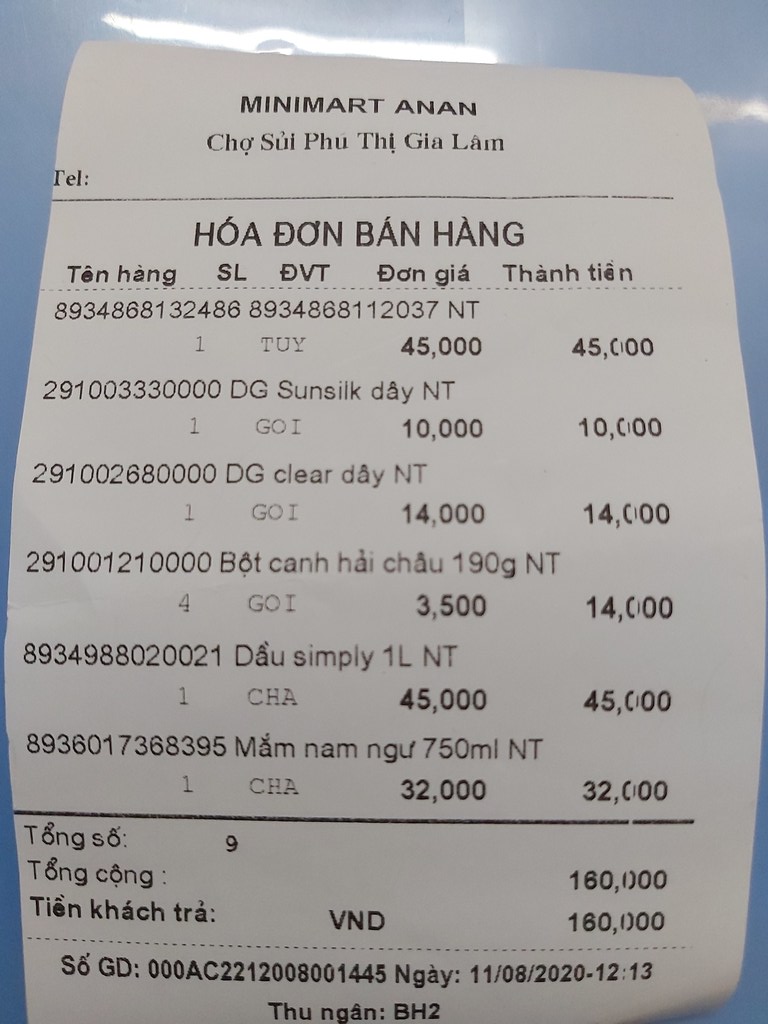 MINIMART ANAN
Chợ Sủi Phú Thị Gia Lâm
Tel:
HÓA ĐƠN BÁN HÀNG
Tên hàng SL ĐVT Đơn giá Thành tiền
8934868132486 8934868112037 NT
1 TUY 45,000 45,000
291003330000 DG Sunsilk dây NT
1 GOI 10,000 10,000
291002680000 DG clear dây NT
1 GOI 14,000 14,000
291001210000 Bột canh hải châu 190g NT
4 GOI 3,500 14,000
8934988020021 Dầu simply 1L NT
1 CHA 45,000 45,000
8936017368395 Mắm nam ngư 750ml NT
1 CHA 32,000 32,000
Tổng số: 9
Tổng cộng : 160,000
Tiền khách trả: VND 160,000
Số GD: 000AC2212008001445 Ngày: 11/08/2020-12:13
Thu ngân: BH2